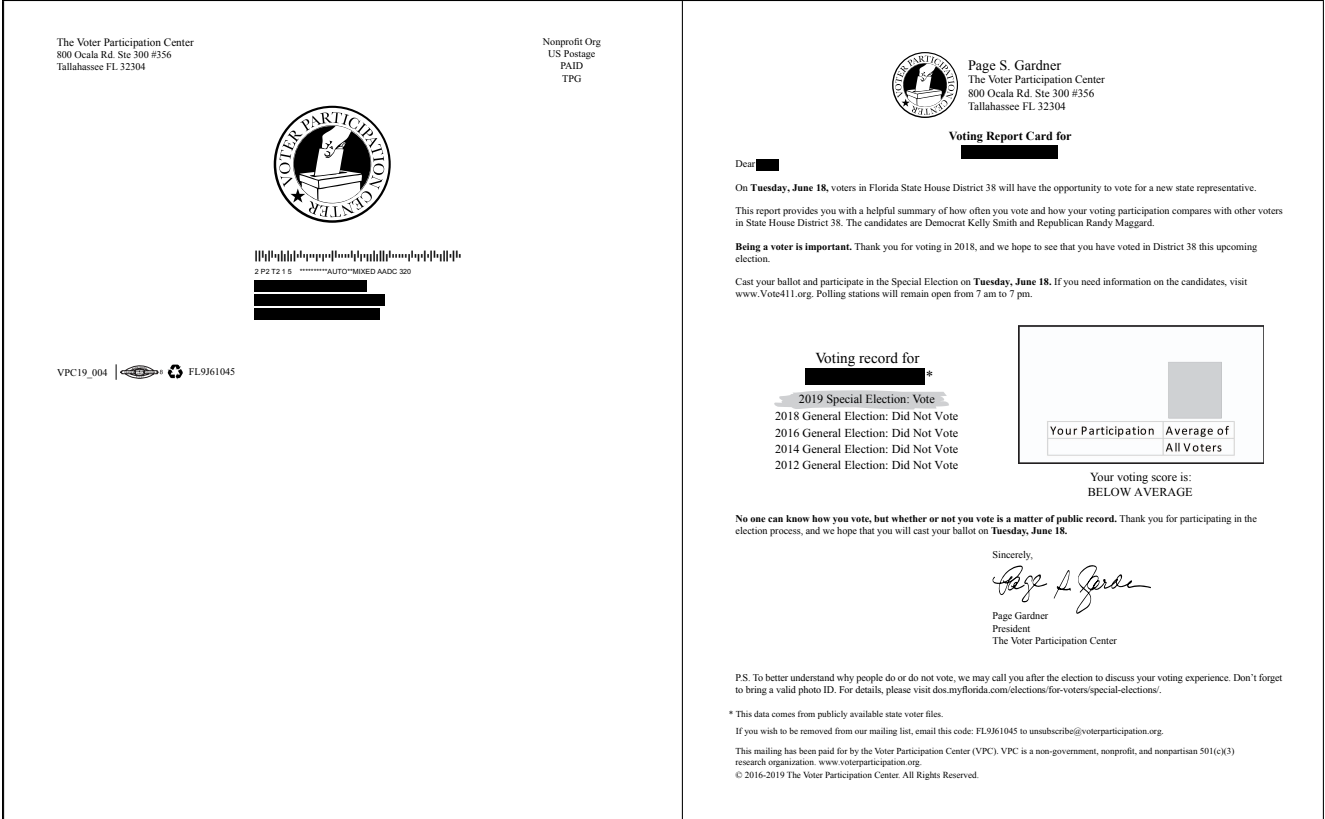 The Voter Participation Center
800 Ocala Rd. Ste 300 #356
Tallahassee FL 32304
Nonprofit Org
US Postage
PAID
TPG
VOTER PARTICIPATION CENTER
2 P2 T2 1 5 **********AUTO**MIXED AADC 320
VPC19_004 8 FL9J61045
VOTER PARTICIPATION CENTER
Page S. Gardner
The Voter Participation Center
800 Ocala Rd. Ste 300 #356
Tallahassee FL 32304
Voting Report Card for
Dear
On Tuesday, June 18, voters in Florida State House District 38 will have the opportunity to vote for a new state representative.
This report provides you with a helpful summary of how often you vote and how your voting participation compares with other voters
in State House District 38. The candidates are Democrat Kelly Smith and Republican Randy Maggard.
Being a voter is important. Thank you for voting in 2018, and we hope to see that you have voted in District 38 this upcoming
election.
Cast your ballot and participate in the Special Election on Tuesday, June 18. If you need information on the candidates, visit
www.Vote411.org. Polling stations will remain open from 7 am to 7 pm.
Voting record for
*
2019 Special Election: Vote
2018 General Election: Did Not Vote
2016 General Election: Did Not Vote
2014 General Election: Did Not Vote
2012 General Election: Did Not Vote
Your Participation Average of
All Voters
Your voting score is:
BELOW AVERAGE
No one can know how you vote, but whether or not you vote is a matter of public record. Thank you for participating in the
election process, and we hope that you will cast your ballot on Tuesday, June 18.
Sincerely,
Page S. Gardner
Page Gardner
President
The Voter Participation Center
P.S. To better understand why people do or do not vote, we may call you after the election to discuss your voting experience. Don’t forget
to bring a valid photo ID. For details, please visit dos.myflorida.com/elections/for-voters/special-elections/.
* This data comes from publicly available state voter files.
If you wish to be removed from our mailing list, email this code: FL9J61045 to unsubscribe@voterparticipation.org.
This mailing has been paid for by the Voter Participation Center (VPC). VPC is a non-government, nonprofit, and nonpartisan 501(c)(3)
research organization. www.voterparticipation.org.
© 2016-2019 The Voter Participation Center. All Rights Reserved.